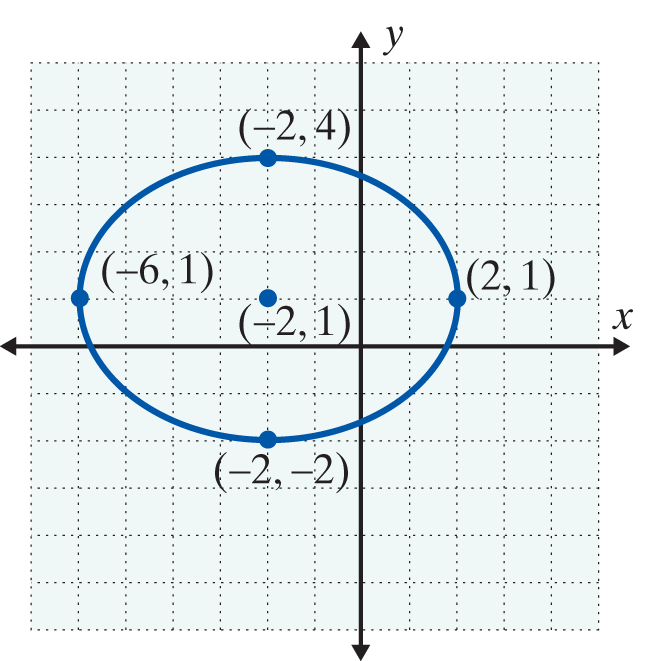 y
(–2, 4)
(–6, 1)
(2, 1)
(–2, 1)
x
(–2, –2)